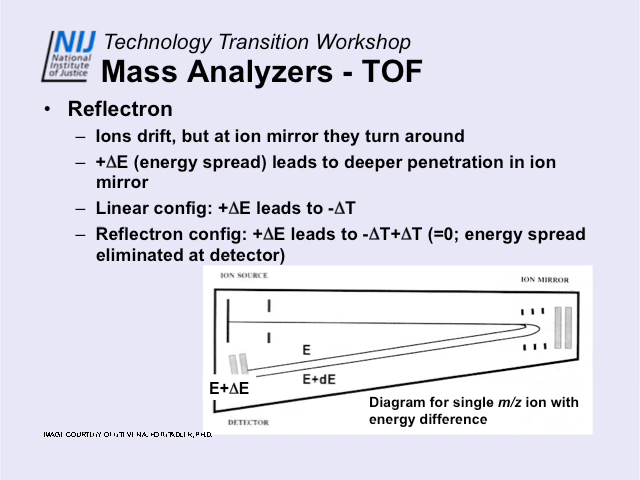 NIJ
National
Institute
of Justice
Technology Transition Workshop
Mass Analyzers - TOF
• Reflectron
– Ions drift, but at ion mirror they turn around
– +ΔE (energy spread) leads to deeper penetration in ion
mirror
– Linear config: +ΔE leads to -ΔT
– Reflectron config: +ΔE leads to -ΔT+ΔT (=0; energy spread
eliminated at detector)
ION SOURCE
ION MIRROR
E
E+dE
E+ΔE
Diagram for single m/z ion with
energy difference
DETECTOR